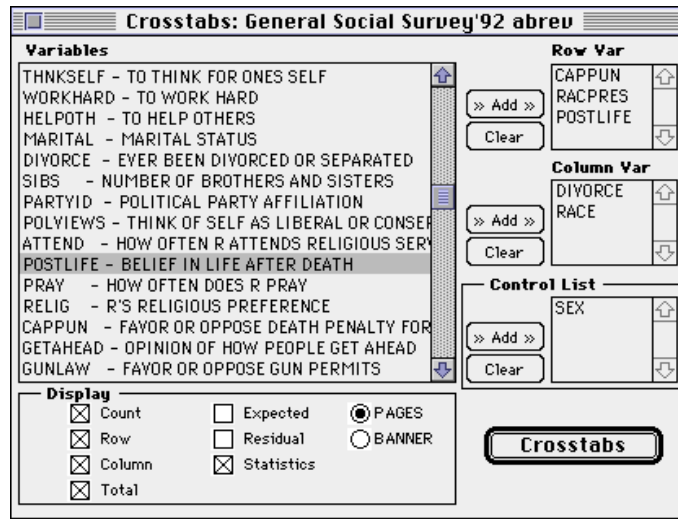 Crosstabs: General Social Survey'92 abrev
Variables
THNKSELF - TO THINK FOR ONES SELF
WORKHARD - TO WORK HARD
HELPOTH - TO HELP OTHERS
MARITAL - MARITAL STATUS
DIVORCE - EVER BEEN DIVORCED OR SEPARATED
SIBS - NUMBER OF BROTHERS AND SISTERS
PARTYID - POLITICAL PARTY AFFILIATION
POLVIEWS - THINK OF SELF AS LIBERAL OR CONSER
ATTEND - HOW OFTEN R ATTENDS RELIGIOUS SERV
POSTLIFE - BELIEF IN LIFE AFTER DEATH
PRAY - HOW OFTEN DOES R PRAY
RELIG - R'S RELIGIOUS PREFERENCE
CAPPUN - FAVOR OR OPPOSE DEATH PENALTY FOR
GETAHEAD - OPINION OF HOW PEOPLE GET AHEAD
GUNLAW - FAVOR OR OPPOSE GUN PERMITS
Row Var
» Add »
Clear
CAPPUN
RACPRES
POSTLIFE
Column Var
» Add »
Clear
DIVORCE
RACE
Control List
» Add »
Clear
SEX
Display
Count
Expected
PAGES
Row
Residual
BANNER
Column
Statistics
Total
Crosstabs